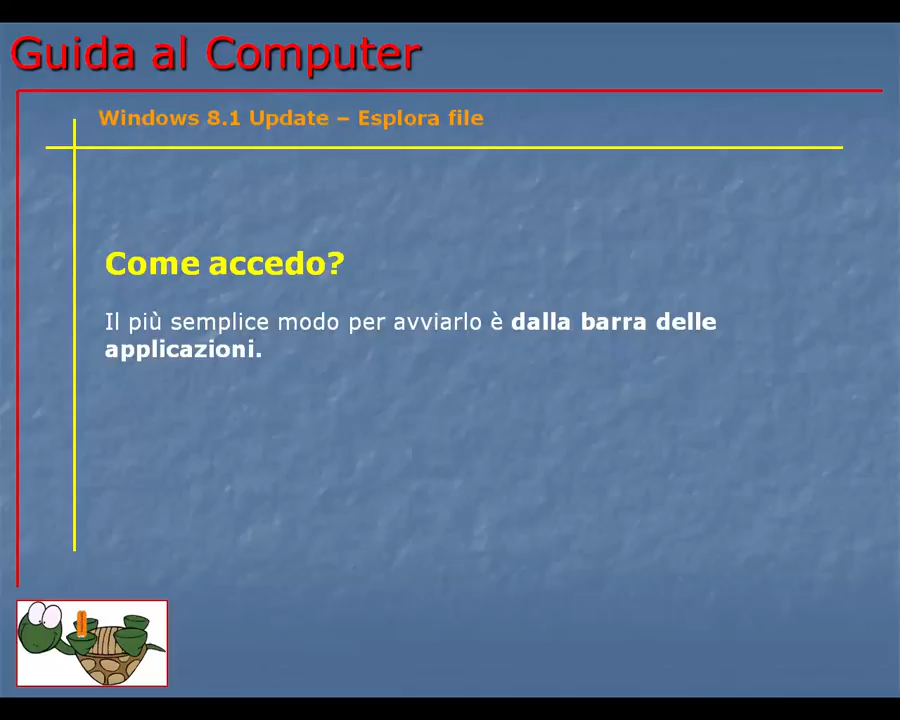 Guida al Computer
Windows 8.1 Update – Esplora file
Come accedo?
Il più semplice modo per avviarlo è dalla barra delle
applicazioni.